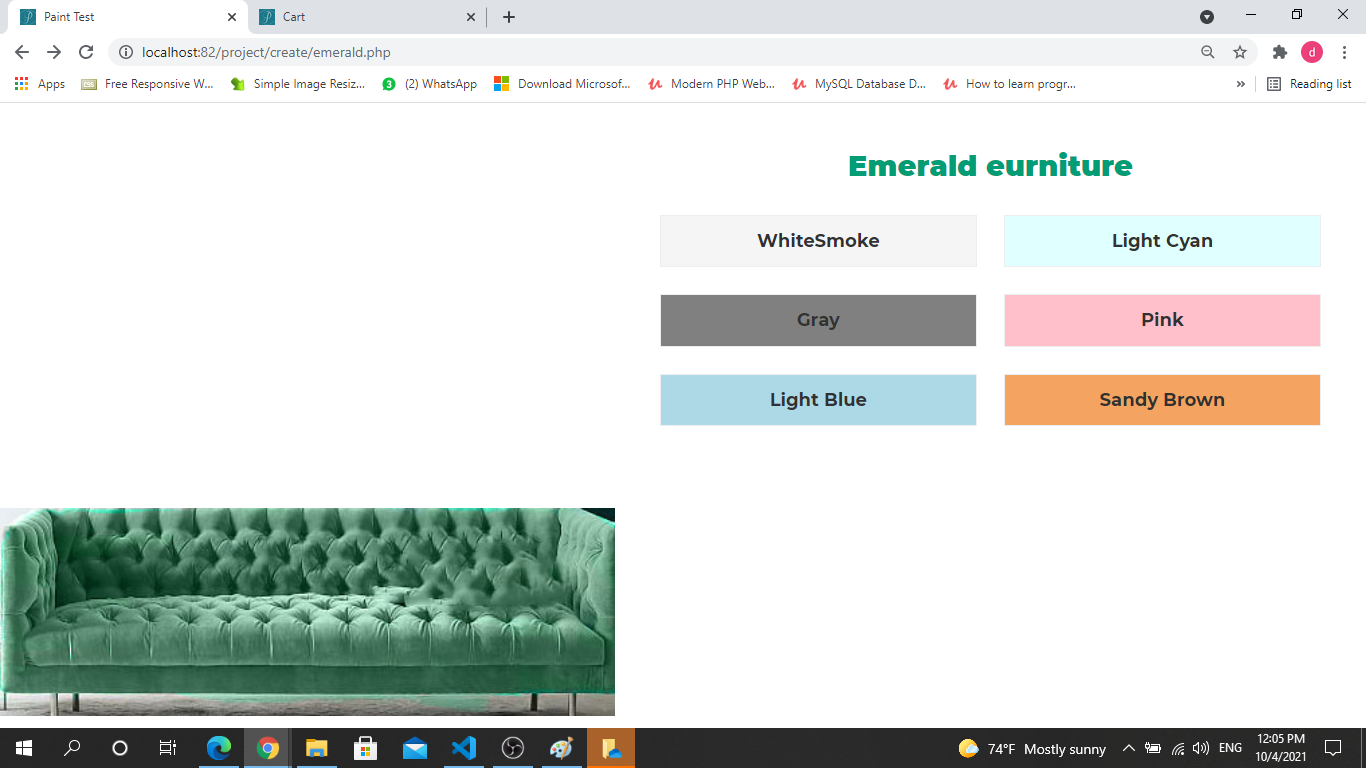 Paint Test
Cart
localhost:82/project/create/emerald.php
d
Apps
Free Responsive W...
Simple Image Resiz...
3
(2) WhatsApp
Download Microsof...
Modern PHP Web...
MySQL Database D...
How to learn progr...
»
Reading list
Emerald eurniture
WhiteSmoke
Light Cyan
Gray
Pink
Light Blue
Sandy Brown
74°F Mostly sunny
ENG
12:05 PM
10/4/2021